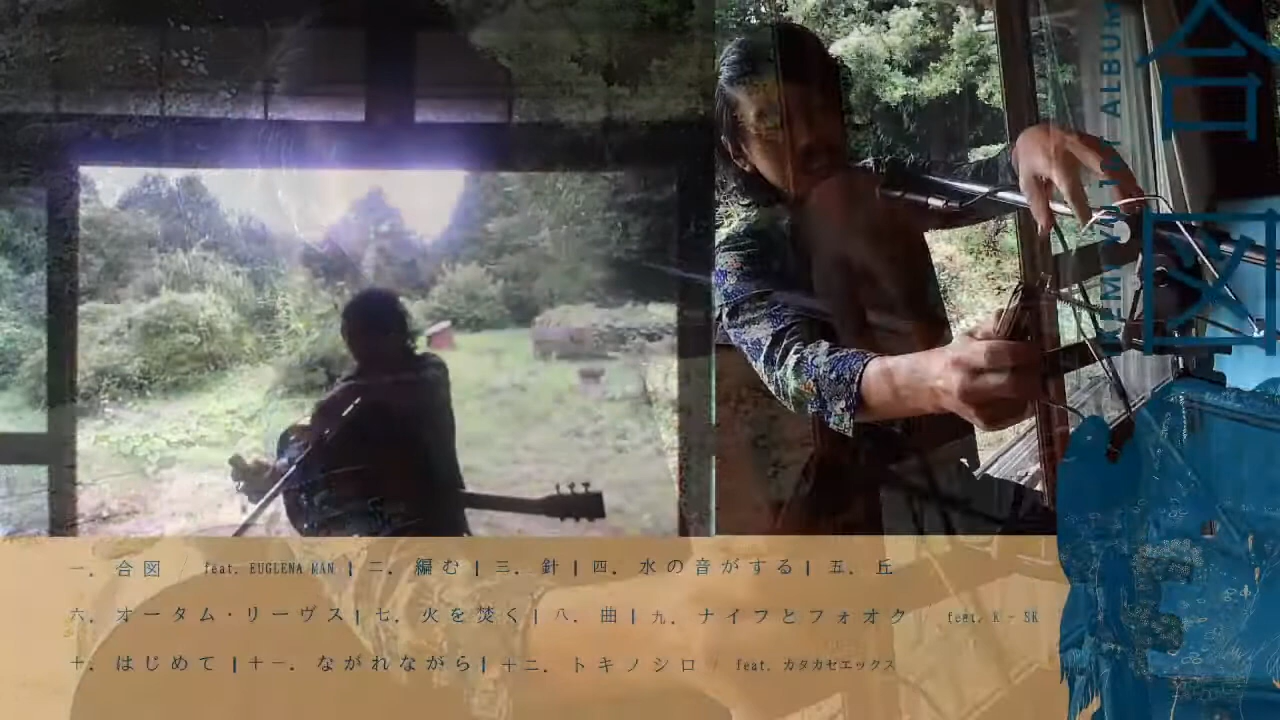 合図
ALBUM
一. 合図 / feat. EUGLENA MAN | 二. 編む | 三. 針 | 四. 水の音がする | 五. 丘
六. オータム・リーヴス | 七. 火を焚く | 八. 曲 | 九. ナイフとフォオク / feat. K - SK
十. はじめて | 十一. ながれながら | 十二. トキノシロ / feat. カタカセエックス